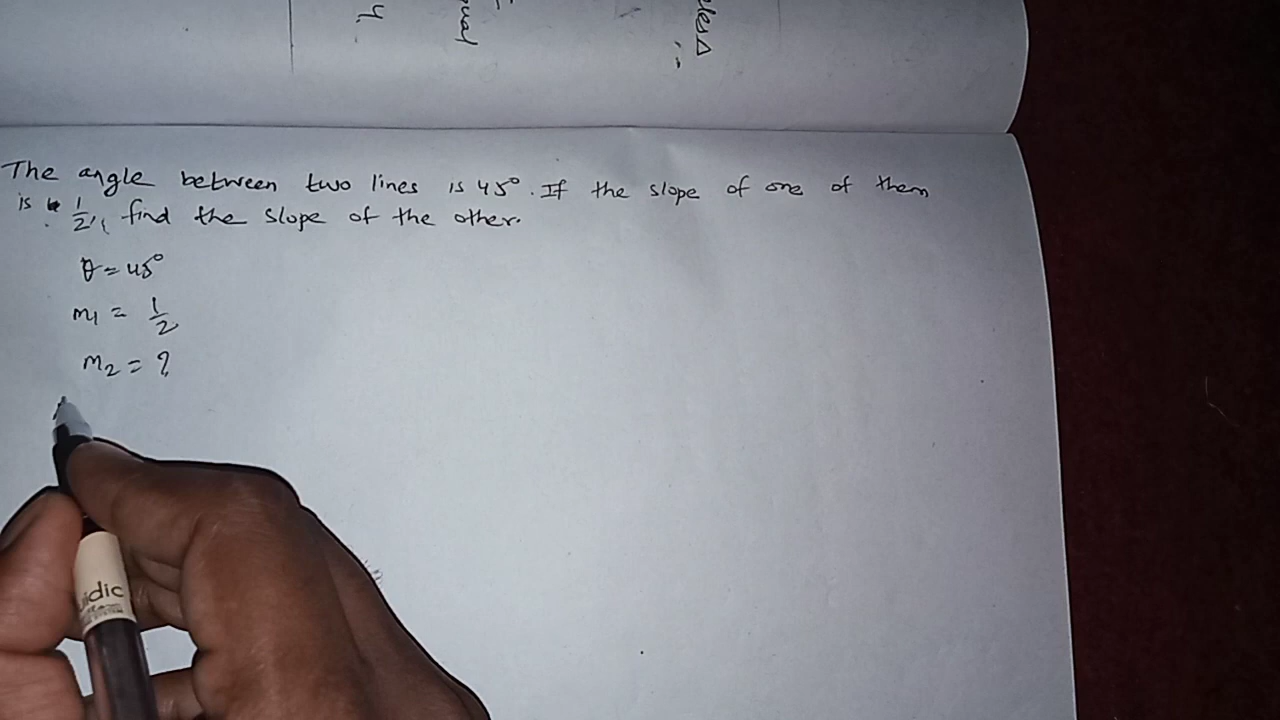 The angle between two lines is 45°. If the slope of one of them
is 1/2, find the slope of the other.
θ = 45°
m1 = 1/2
m2 = ?